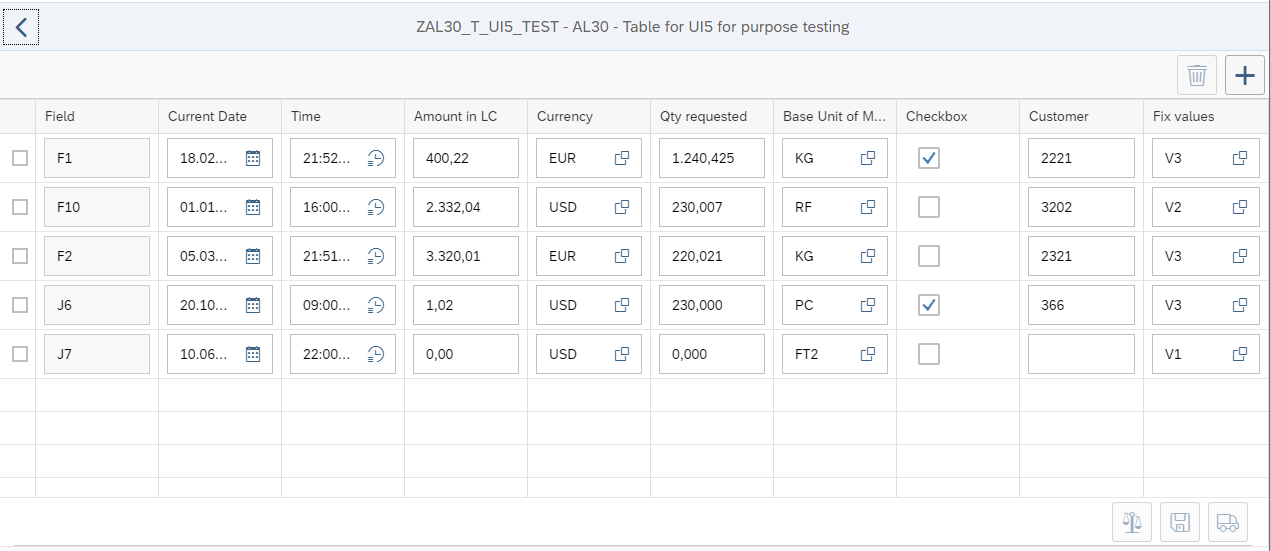 ZAL30_T_UI5_TEST - AL30 - Table for UI5 for purpose testing
Field Current Date Time Amount in LC Currency Qty requested Base Unit of M... Checkbox Customer Fix values
F1 18.02... 21:52... 400,22 EUR 1.240,425 KG 2221 V3
F10 01.01... 16:00... 2.332,04 USD 230,007 RF 3202 V2
F2 05.03... 21:51... 3.320,01 EUR 220,021 KG 2321 V3
J6 20.10... 09:00... 1,02 USD 230,000 PC 366 V3
J7 10.06... 22:00... 0,00 USD 0,000 FT2 V1